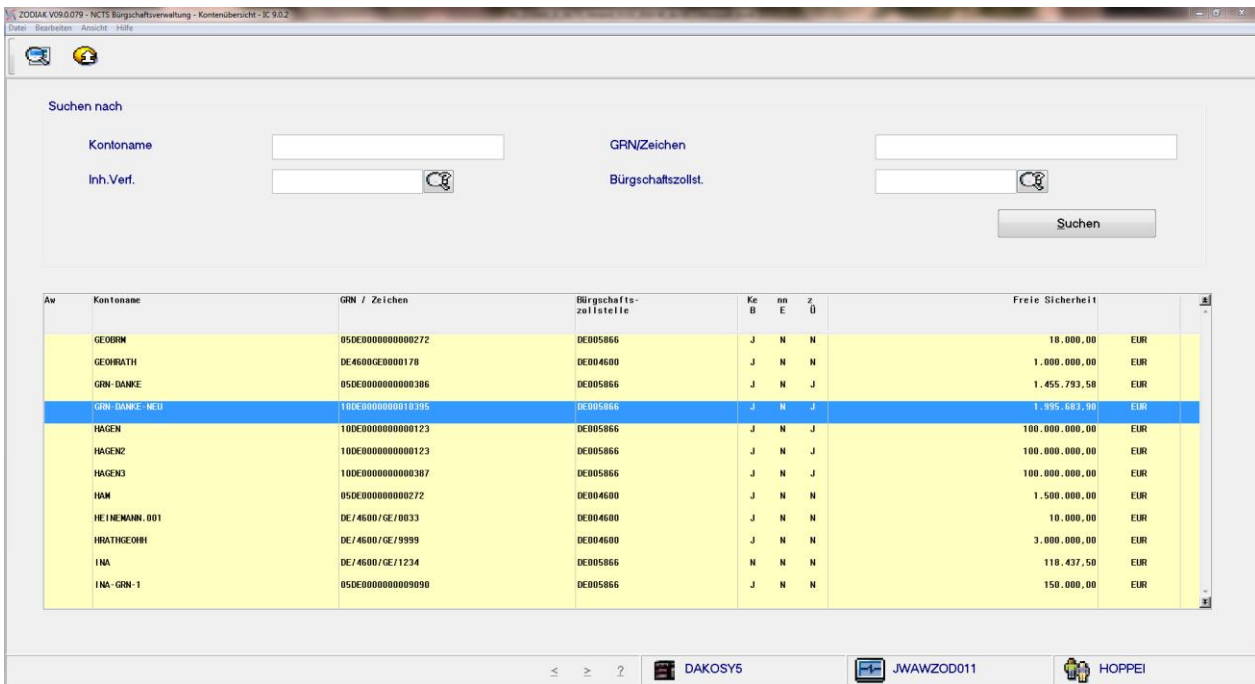 ZODIAK V09.0.079 - NCTS Bürgschaftsverwaltung - Kontenübersicht - IC 9.0.2
Datei Bearbeiten Ansicht Hilfe
Suchen nach
Kontoname GRN/Zeichen
Inh.Verf. Bürgschaftszollst.
Suchen
Aw Kontoname GRN / Zeichen Bürgschafts- Ke nn z Freie Sicherheit
zollstelle B E Ü
GEOBRM 05DE0000000000272 DE005866 J N N 18.000,00 EUR
GEOHRATH DE4600GE0000178 DE004600 J N N 1.000.000,00 EUR
GRN-DANKE 05DE0000000000386 DE005866 J N J 1.455.793,50 EUR
GRN-DANKE-NEU 10DE0000000010395 DE005866 J N J 1.995.683,90 EUR
HAGEN 10DE0000000000123 DE005866 J N J 100.000.000,00 EUR
HAGEN2 10DE0000000000123 DE005866 J N J 100.000.000,00 EUR
HAGEN3 10DE0000000000387 DE005866 J N J 100.000.000,00 EUR
HAM 05DE000000000272 DE004600 J N N 1.500.000,00 EUR
HEINEMANN.001 DE/4600/GE/0033 DE004600 J N N 10.000,00 EUR
HRATHGEOHH DE/4600/GE/9999 DE004600 J N N 3.000.000,00 EUR
INA DE/4600/GE/1234 DE005866 N N N 118.437,50 EUR
INA-GRN-1 05DE0000000009090 DE005866 J N N 150.000,00 EUR
< > ? DAKOSY5 JWAWZOD011 HOPPEI